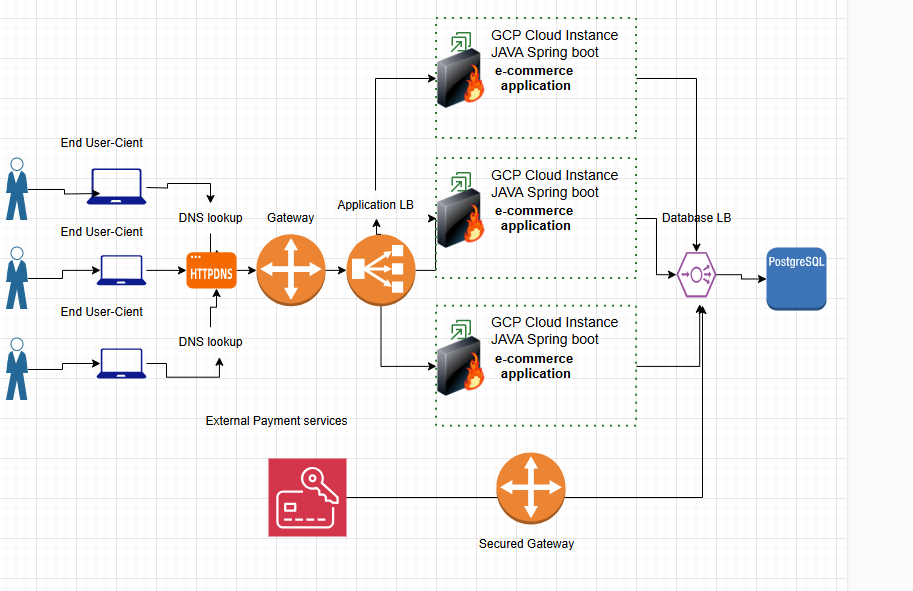 GCP Cloud Instance
JAVA Spring boot
e-commerce
application
End User-Cient
DNS lookup
Gateway
Application LB
GCP Cloud Instance
JAVA Spring boot
e-commerce
application
Database LB
End User-Cient
HTTPDNS
PostgreSQL
End User-Cient
DNS lookup
GCP Cloud Instance
JAVA Spring boot
e-commerce
application
External Payment services
Secured Gateway